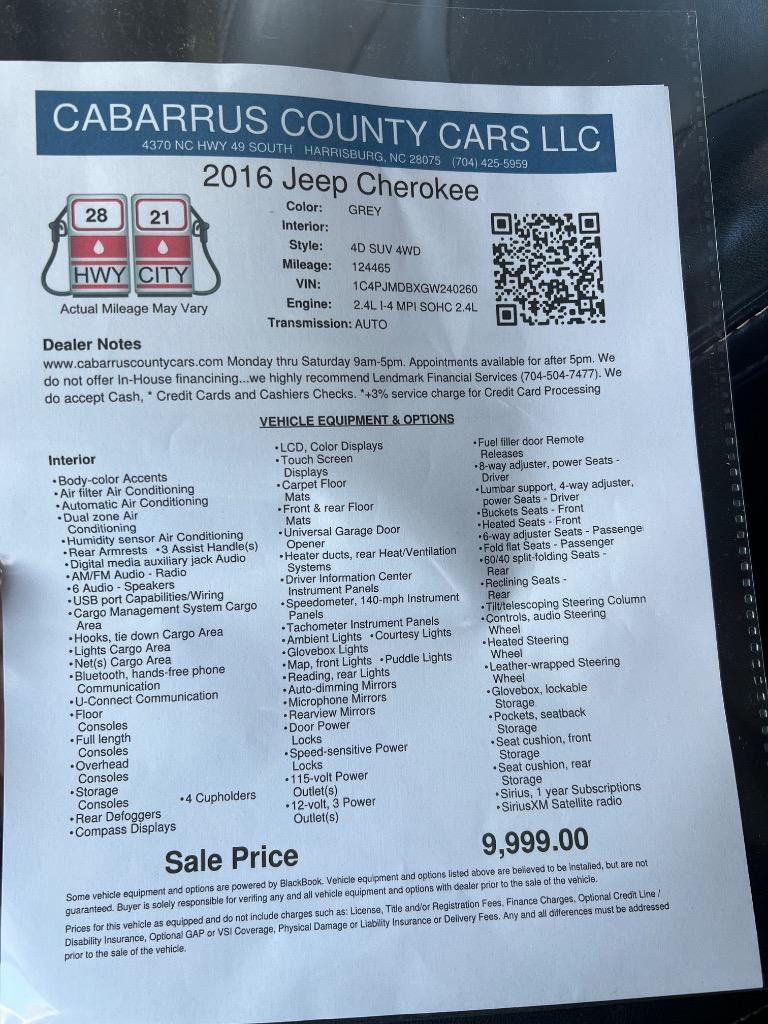 CABARRUS COUNTY CARS LLC
4370 NC HWY 49 SOUTH HARRISBURG, NC 28075 (704) 425-5959
2016 Jeep Cherokee
28 HWY
21 CITY
Actual Mileage May Vary
Color: GREY
Interior:
Style: 4D SUV 4WD
Mileage: 124465
VIN: 1C4PJMDBXGW240260
Engine: 2.4L I-4 MPI SOHC 2.4L
Transmission: AUTO
Dealer Notes
www.cabarruscountycars.com Monday thru Saturday 9am-5pm. Appointments available for after 5pm. We
do not offer In-House financining...we highly recommend Lendmark Financial Services (704-504-7477). We
do accept Cash, * Credit Cards and Cashiers Checks. *+3% service charge for Credit Card Processing
VEHICLE EQUIPMENT & OPTIONS
Interior
•Body-color Accents
•Air filter Air Conditioning
•Automatic Air Conditioning
•Dual zone Air
Conditioning
•Humidity sensor Air Conditioning
•Rear Armrests •3 Assist Handle(s)
•Digital media auxiliary jack Audio
•AM/FM Audio - Radio
•6 Audio - Speakers
•USB port Capabilities/Wiring
•Cargo Management System Cargo
Area
•Hooks, tie down Cargo Area
•Lights Cargo Area
•Net(s) Cargo Area
•Bluetooth, hands-free phone
Communication
•U-Connect Communication
•Floor
Consoles
•Full length
Consoles
•Overhead
Consoles
•Storage
Consoles •4 Cupholders
•Rear Defoggers
•Compass Displays
•LCD, Color Displays
•Touch Screen
Displays
•Carpet Floor
Mats
•Front & rear Floor
Mats
•Universal Garage Door
Opener
•Heater ducts, rear Heat/Ventilation
Systems
•Driver Information Center
Instrument Panels
•Speedometer, 140-mph Instrument
Panels
•Tachometer Instrument Panels
•Ambient Lights •Courtesy Lights
•Glovebox Lights
•Map, front Lights •Puddle Lights
•Reading, rear Lights
•Auto-dimming Mirrors
•Microphone Mirrors
•Rearview Mirrors
•Door Power
Locks
•Speed-sensitive Power
Locks
•115-volt Power
Outlet(s)
•12-volt, 3 Power
Outlet(s)
•Fuel filler door Remote
Releases
•8-way adjuster, power Seats -
Driver
•Lumbar support, 4-way adjuster,
power Seats - Driver
•Buckets Seats - Front
•Heated Seats - Front
•6-way adjuster Seats - Passenge
•Fold flat Seats - Passenger
•60/40 split-folding Seats -
Rear
•Reclining Seats -
Rear
•Tilt/telescoping Steering Column
•Controls, audio Steering
Wheel
•Heated Steering
Wheel
•Leather-wrapped Steering
Wheel
•Glovebox, lockable
Storage
•Pockets, seatback
Storage
•Seat cushion, front
Storage
•Seat cushion, rear
Storage
•Sirius, 1 year Subscriptions
•SiriusXM Satellite radio
Sale Price 9,999.00
Some vehicle equipment and options are powered by BlackBook. Vehicle equipment and options listed above are believed to be installed, but are not
guaranteed. Buyer is solely responsible for verifing any and all vehicle equipment and options with dealer prior to the sale of the vehicle.
Prices for this vehicle as equipped and do not include charges such as: License, Title and/or Registration Fees, Finance Charges, Optional Credit Line /
Disability Insurance, Optional GAP or VSI Coverage, Physical Damage or Liability Insurance or Delivery Fees. Any and all differences must be addressed
prior to the sale of the vehicle.